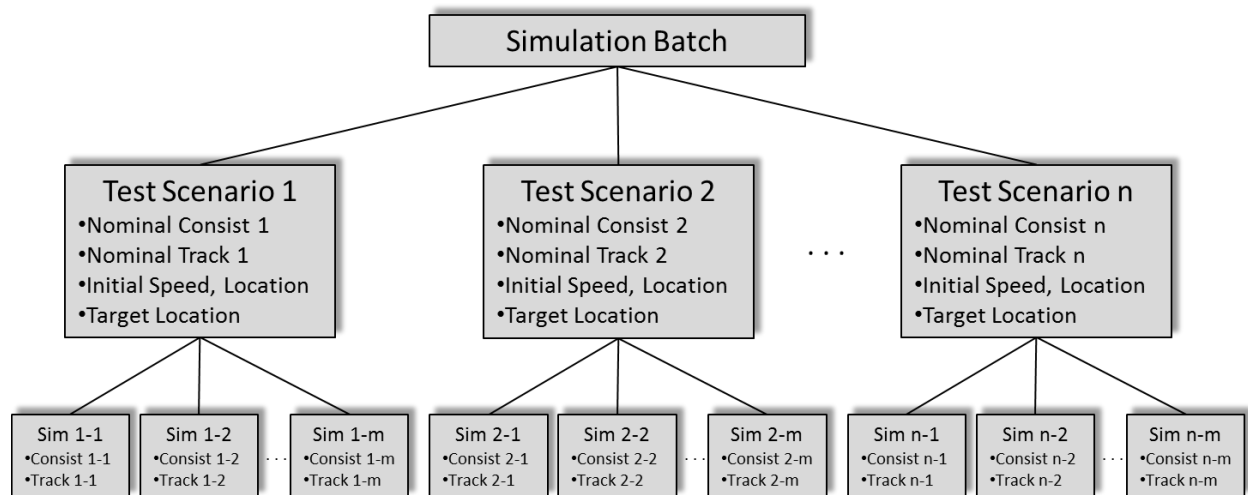 Simulation Batch
Test Scenario 1
•Nominal Consist 1
•Nominal Track 1
•Initial Speed, Location
•Target Location
Test Scenario 2
•Nominal Consist 2
•Nominal Track 2
•Initial Speed, Location
•Target Location
. . .
Test Scenario n
•Nominal Consist n
•Nominal Track n
•Initial Speed, Location
•Target Location
Sim 1-1
•Consist 1-1
•Track 1-1
Sim 1-2
•Consist 1-2
•Track 1-2
. . .
Sim 1-m
•Consist 1-m
•Track 1-m
Sim 2-1
•Consist 2-1
•Track 2-1
Sim 2-2
•Consist 2-2
•Track 2-2
. . .
Sim 2-m
•Consist 2-m
•Track 2-m
Sim n-1
•Consist n-1
•Track n-1
Sim n-2
•Consist n-2
•Track n-2
. . .
Sim n-m
•Consist n-m
•Track n-m